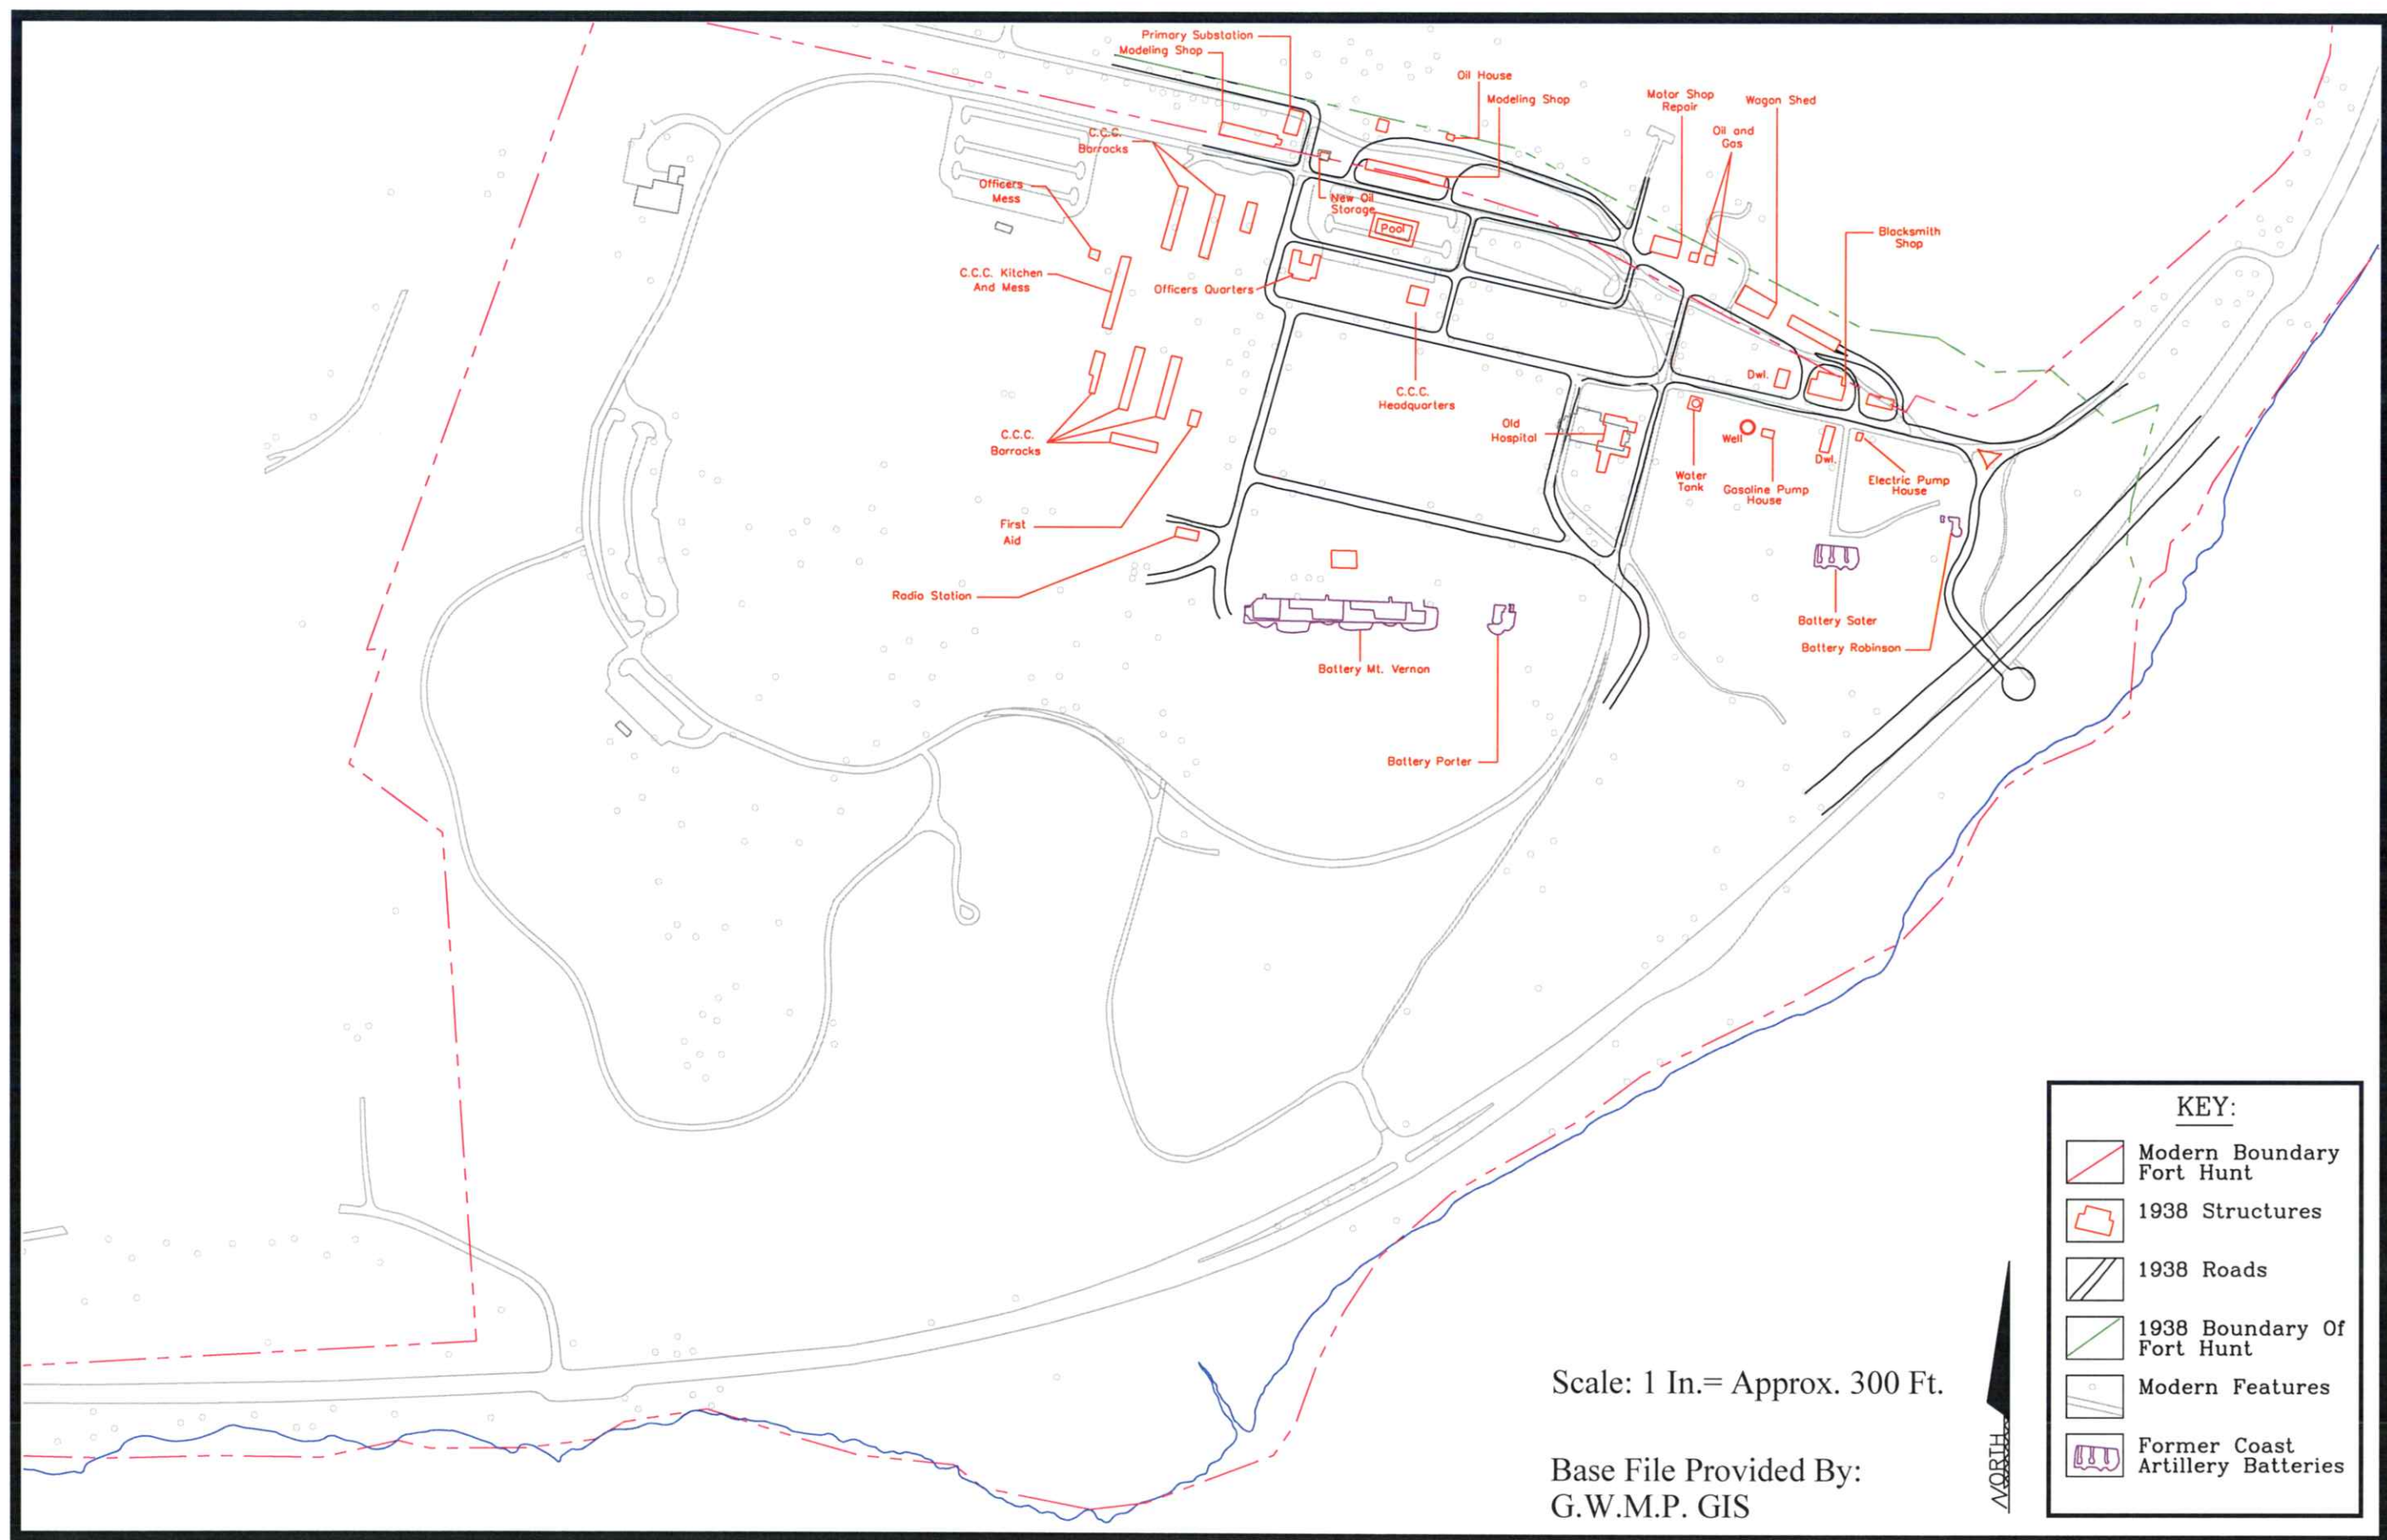 Primary Substation
Modeling Shop
Oil House
Modeling Shop
Motor Shop
Repair
Wagon Shed
Oil and
Gas
C.C.C.
Barracks
Officers
Mess
New Oil
Storage
Pool
Blacksmith
Shop
C.C.C. Kitchen
And Mess
Officers Quarters
C.C.C.
Headquarters
Dwl.
Old
Hospital
C.C.C.
Barracks
Well
Water
Tank
Gasoline Pump
House
Dwl.
Electric Pump
House
First
Aid
Radio Station
Battery Mt. Vernon
Battery Sater
Battery Robinson
Battery Porter
KEY:
Modern Boundary
Fort Hunt
1938 Structures
1938 Roads
1938 Boundary Of
Fort Hunt
Modern Features
Former Coast
Artillery Batteries
Scale: 1 In.= Approx. 300 Ft.
Base File Provided By:
G.W.M.P. GIS
NORTH